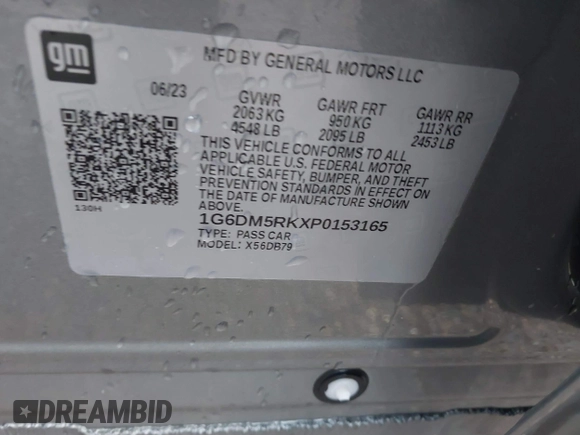 gm
MFD BY GENERAL MOTORS LLC
06/23
GVWR GAWR FRT GAWR RR
2063 KG 950 KG 1113 KG
4548 LB 2095 LB 2453 LB
THIS VEHICLE CONFORMS TO ALL
APPLICABLE U.S. FEDERAL MOTOR
VEHICLE SAFETY, BUMPER, AND THEFT
PREVENTION STANDARDS IN EFFECT ON
THE DATE OF MANUFACTURE SHOWN
ABOVE.
130H
1G6DM5RKXP0153165
TYPE: PASS CAR
MODEL: X56DB79
DREAMBID